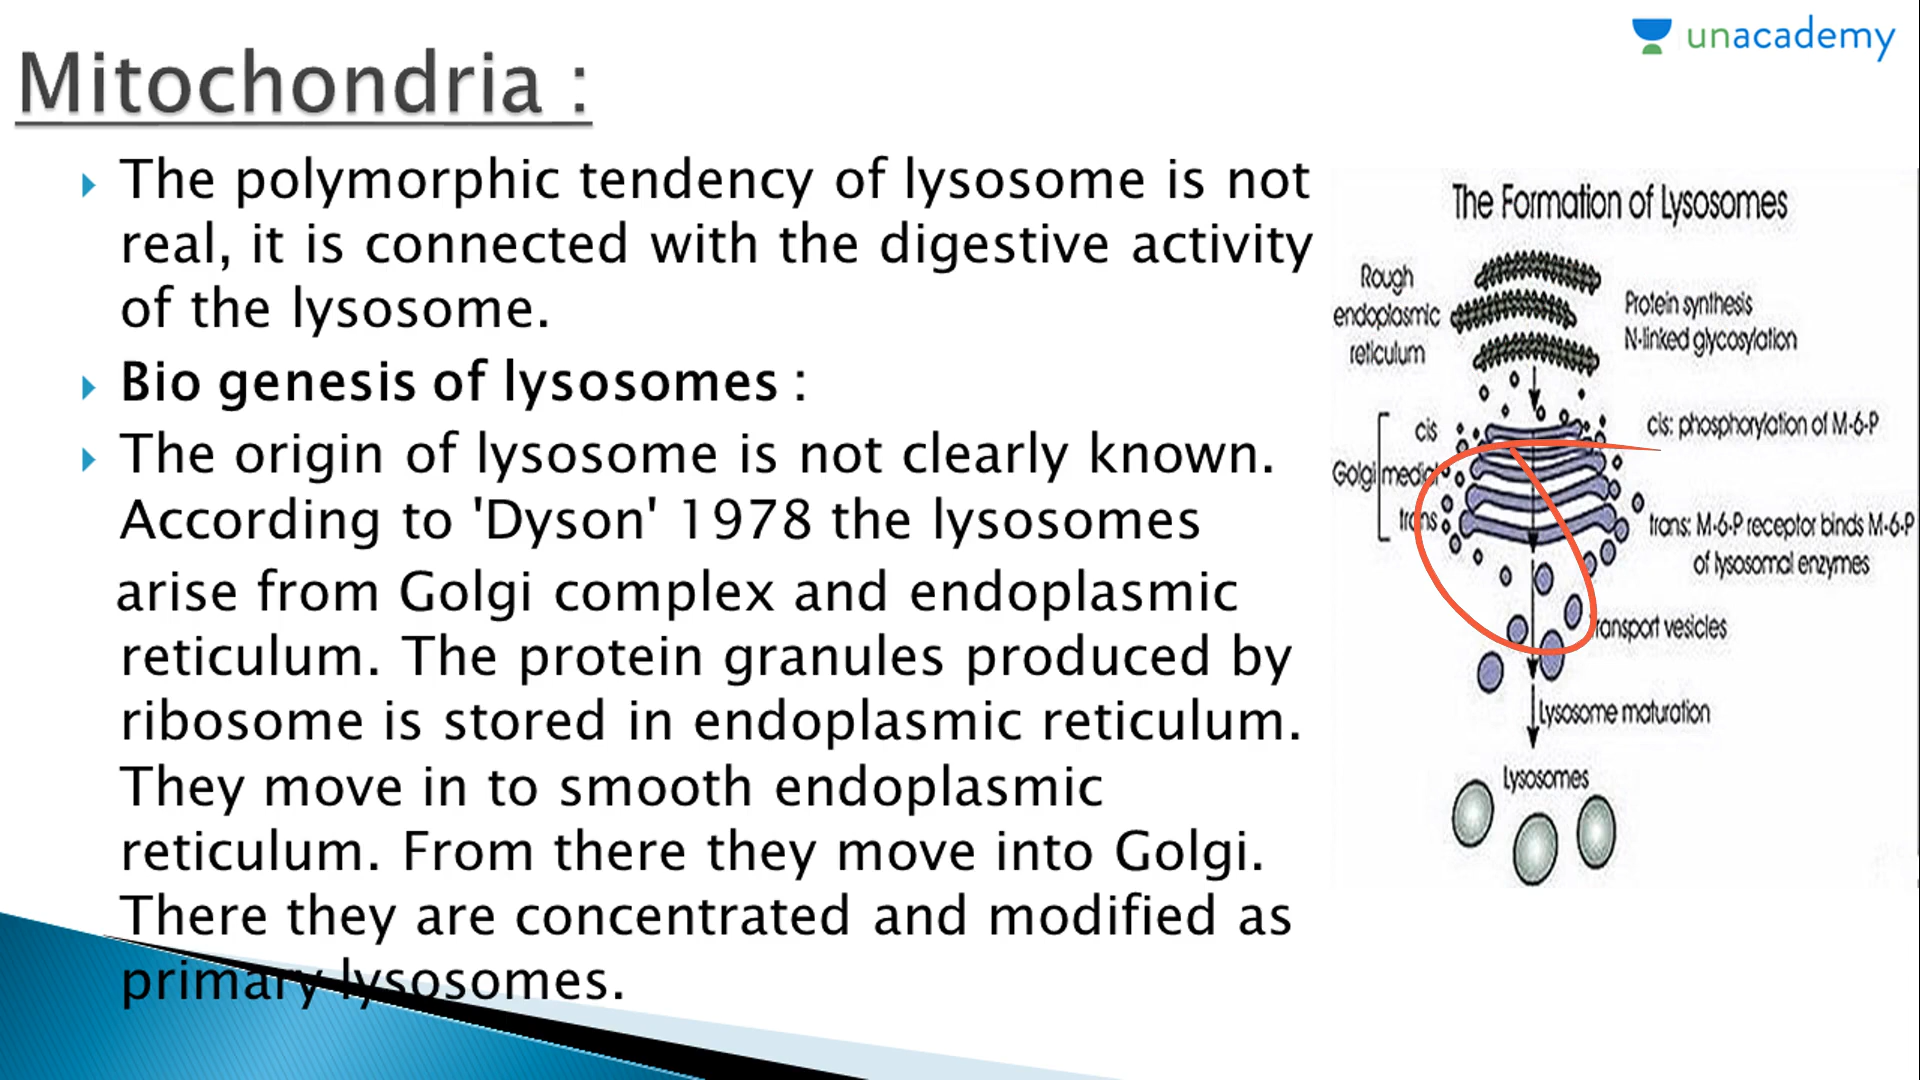 unacademy
Mitochondria :
The polymorphic tendency of lysosome is not
real, it is connected with the digestive activity
of the lysosome.
Bio genesis of lysosomes :
The origin of lysosome is not clearly known.
According to 'Dyson' 1978 the lysosomes
arise from Golgi complex and endoplasmic
reticulum. The protein granules produced by
ribosome is stored in endoplasmic reticulum.
They move in to smooth endoplasmic
reticulum. From there they move into Golgi.
There they are concentrated and modified as
primary lysosomes.
The Formation of Lysosomes
Rough
endoplasmic
reticulum
Protein synthesis
N-linked glycosylation
cis
cis: phosphorylation of M-6-P
Golgi
trans
trans: M-6-P receptor binds M-6-P
of lysosomal enzymes
vesicles
Lysosome maturation
Lysosomes